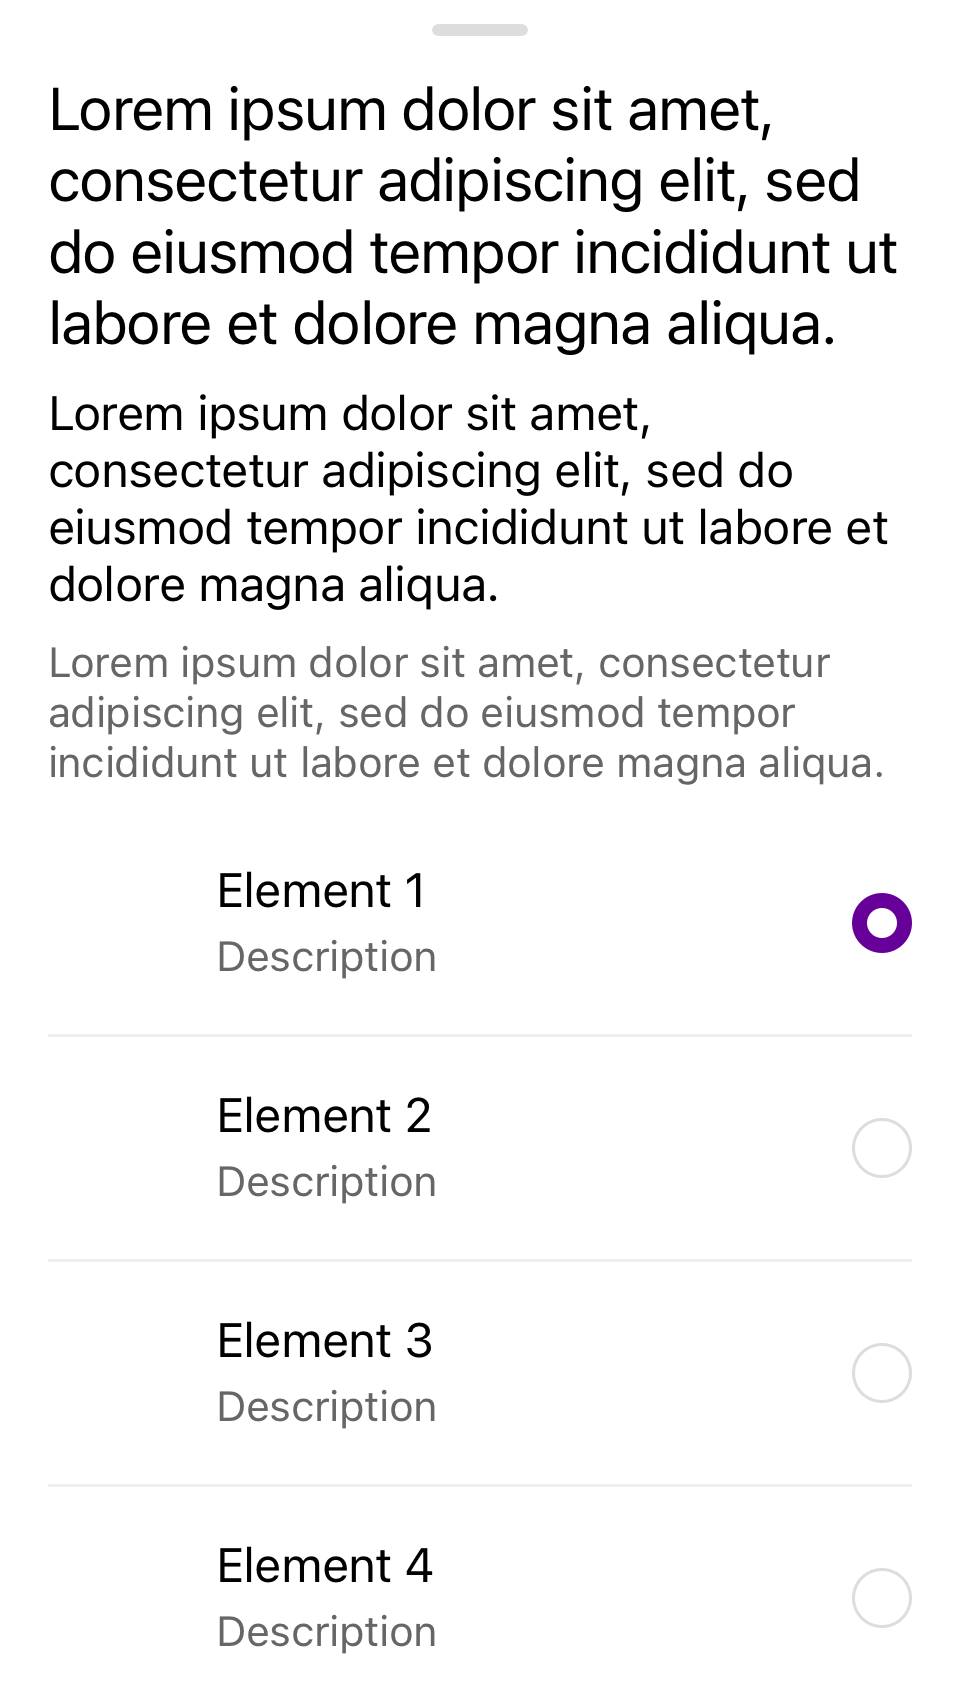 Lorem ipsum dolor sit amet,
consectetur adipiscing elit, sed
do eiusmod tempor incididunt ut
labore et dolore magna aliqua.
Lorem ipsum dolor sit amet,
consectetur adipiscing elit, sed do
eiusmod tempor incididunt ut labore et
dolore magna aliqua.
Lorem ipsum dolor sit amet, consectetur
adipiscing elit, sed do eiusmod tempor
incididunt ut labore et dolore magna aliqua.
Element 1
Description
Element 2
Description
Element 3
Description
Element 4
Description